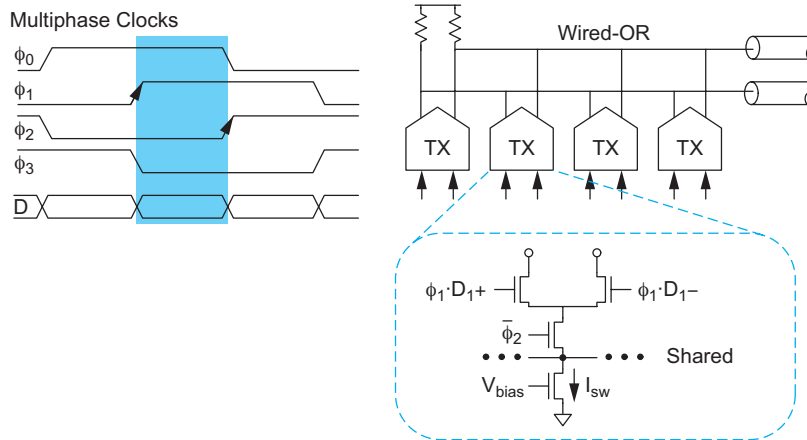 Multiphase Clocks
ϕ0
ϕ1
ϕ2
ϕ3
D
Wired-OR
TX TX TX TX
ϕ1·D1+ ϕ1·D1−
ϕ̅2
Shared
Vbias Isw